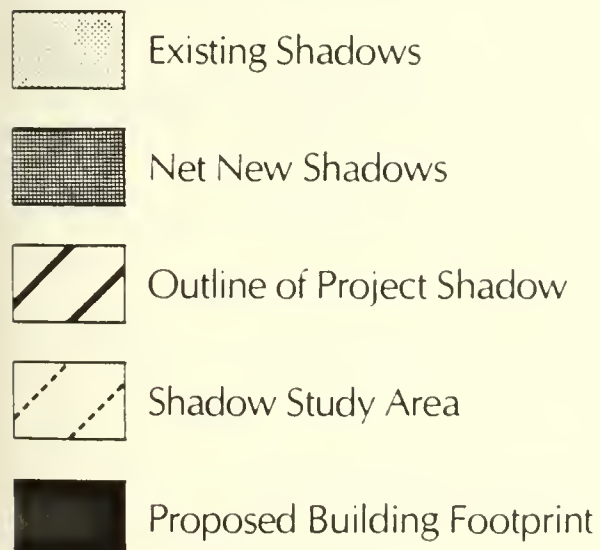 Existing Shadows
Net New Shadows
Outline of Project Shadow
Shadow Study Area
Proposed Building Footprint